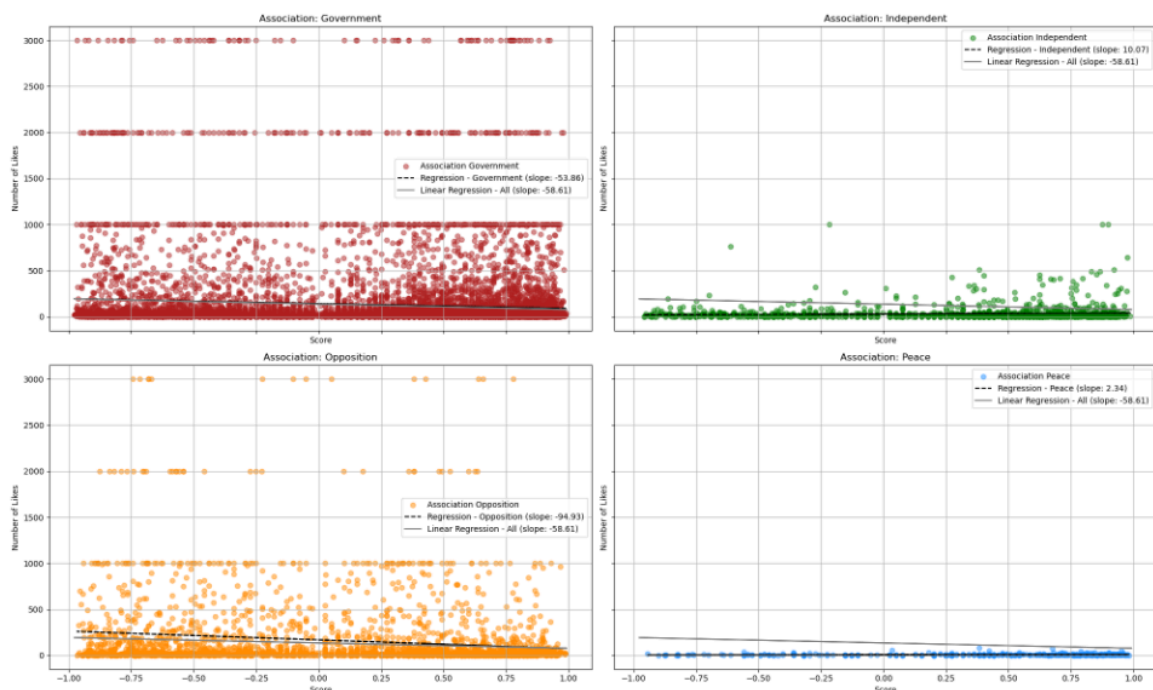 Association: Government
3000
2500
2000
1500
1000
500
0
Number of Likes
Association Government
Regression - Government (slope: -53.86)
Linear Regression - All (slope: -58.61)
Score
Association: Independent
Number of Likes
Association Independent
Regression - Independent (slope: 10.07)
Linear Regression - All (slope: -58.61)
Score
Association: Opposition
3000
2500
2000
1500
1000
500
0
Number of Likes
Association Opposition
Regression - Opposition (slope: -94.93)
Linear Regression - All (slope: -58.61)
−1.00 −0.75 −0.50 −0.25 0.00 0.25 0.50 0.75 1.00
Score
Association: Peace
Number of Likes
Association Peace
Regression - Peace (slope: 2.34)
Linear Regression - All (slope: -58.61)
−1.00 −0.75 −0.50 −0.25 0.00 0.25 0.50 0.75 1.00
Score